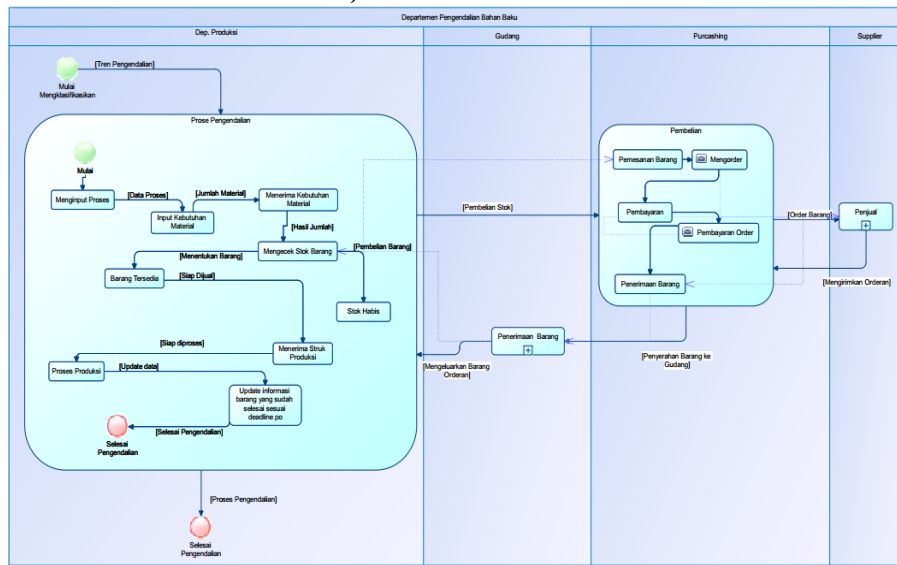 Departemen Pengendalian Bahan Baku
Dep. Produksi
Gudang
Purcashing
Supplier
[Tren Pengendalian]
Mulai
Mengklasifikasikan
Prose Pengendalian
Mulai
Menginput Proses
[Data Proses]
[Jumlah Material]
Input Kebutuhan
Material
Menerima Kebutuhan
Material
[Hasil Jumlah]
Mengecek Stok Barang
[Pembelian Barang]
[Menentukan Barang]
Barang Tersedia
[Siap Dijual]
Stok Habis
Menerima Struk
Produksi
[Siap diproses]
Proses Produksi
[Update data]
Update informasi
barang yang sudah
selesai sesuai
deadline po
[Selesai Pengendalian]
Selesai
Pengendalian
[Proses Pengendalian]
Selesai
Pengendalian
[Pembelian Stok]
Penerimaan Barang
[Mengeluarkan Barang
Orderan]
Pembelian
Pemesanan Barang
Mengorder
Pembayaran
Pembayaran Order
Penerimaan Barang
[Penyerahan Barang ke
Gudang]
[Order Barang]
Penjual
[Mengirimkan Orderan]